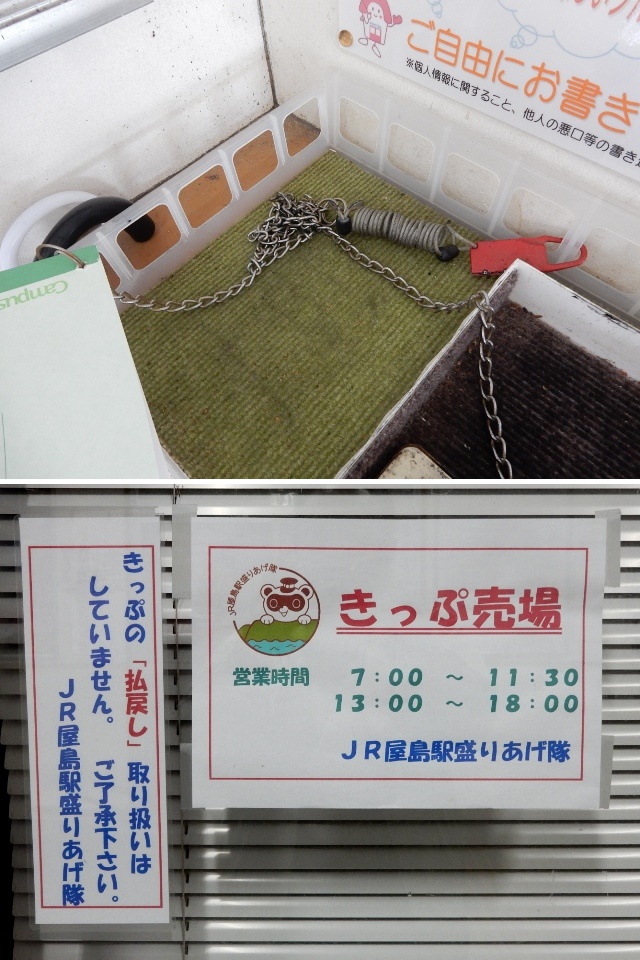 ご自由にお書き
※個人情報に関すること、他人の悪口等の書き
Campus
きっぷの「払戻し」取り扱いは
していません。 ご了承下さい。
JR屋島駅盛りあげ隊
JR屋島駅盛りあげ隊
きっぷ売場
営業時間 7:00 ～ 11:30
13:00 ～ 18:00
JR屋島駅盛りあげ隊